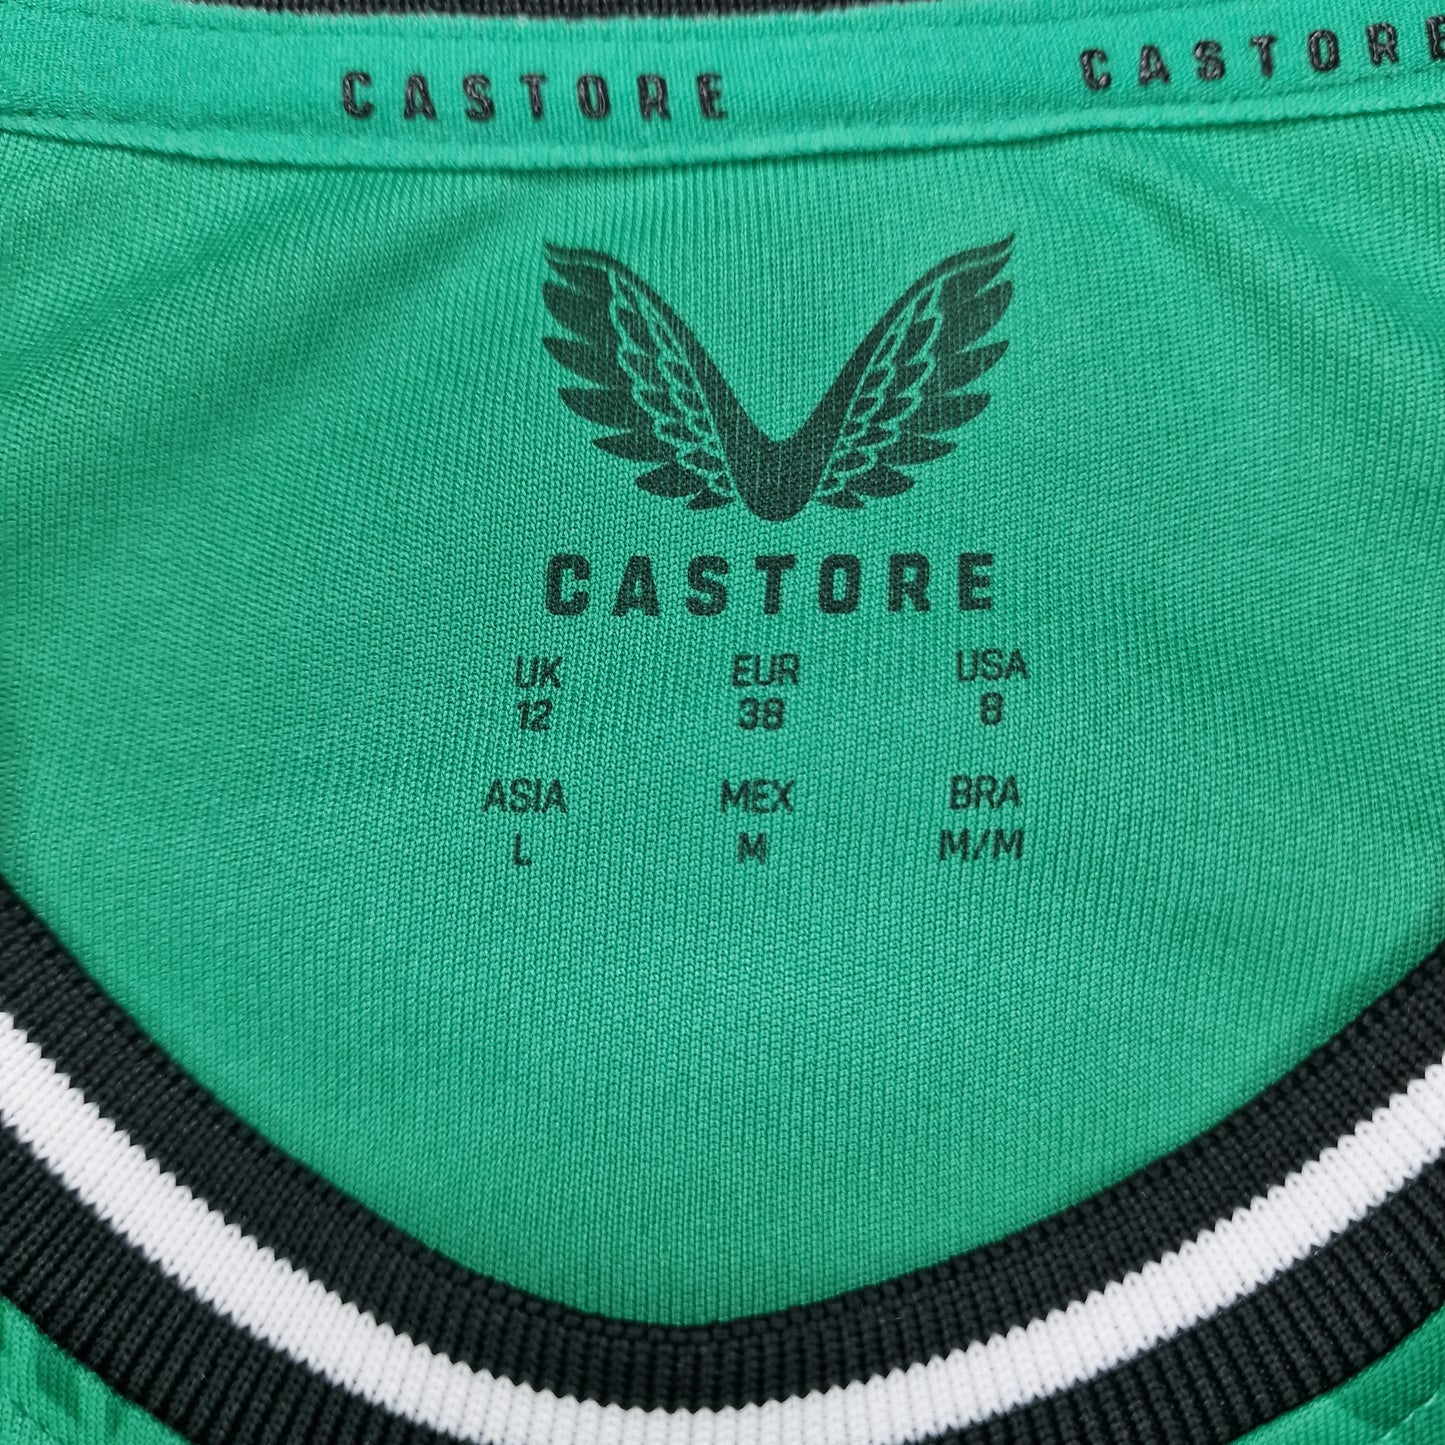 CASTORE CASTORE
CASTORE
UK EUR USA
12 38 8
ASIA MEX BRA
L M M/M